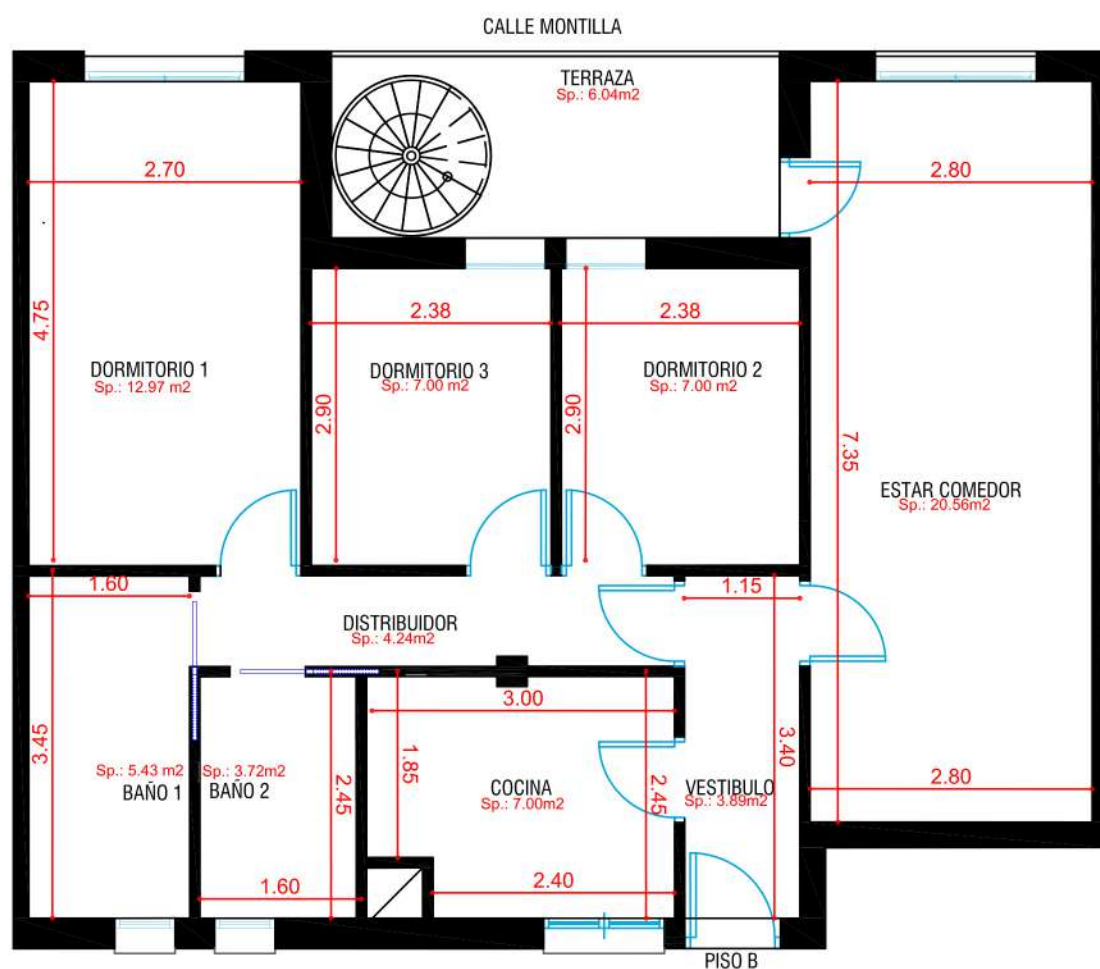 CALLE MONTILLA
TERRAZA
Sp.: 6.04m2
2.70
2.80
4.75
2.38
2.38
DORMITORIO 1
Sp.: 12.97 m2
DORMITORIO 3
Sp.: 7.00 m2
DORMITORIO 2
Sp.: 7.00 m2
2.90
2.90
7.35
ESTAR COMEDOR
Sp.: 20.56m2
1.60
1.15
DISTRIBUIDOR
Sp.: 4.24m2
3.00
3.45
1.85
2.45
2.45
3.40
Sp.: 5.43 m2
BAÑO 1
Sp.: 3.72m2
BAÑO 2
COCINA
Sp.: 7.00m2
VESTIBULO
Sp.: 3.89m2
2.80
1.60
2.40
PISO B